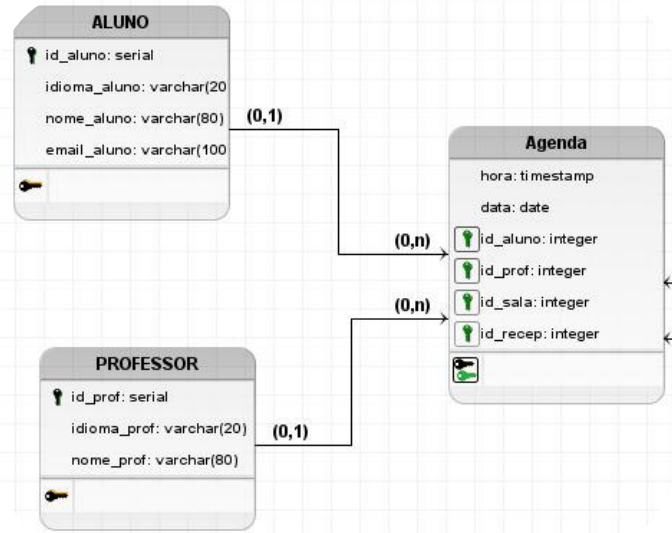 ALUNO
id_aluno: serial
idioma_aluno: varchar(20
nome_aluno: varchar(80)
email_aluno: varchar(100
(0,1)
Agenda
hora: timestamp
data: date
id_aluno: integer
id_prof: integer
id_sala: integer
id_recep: integer
(0,n)
(0,n)
PROFESSOR
id_prof: serial
idioma_prof: varchar(20)
nome_prof: varchar(80)
(0,1)